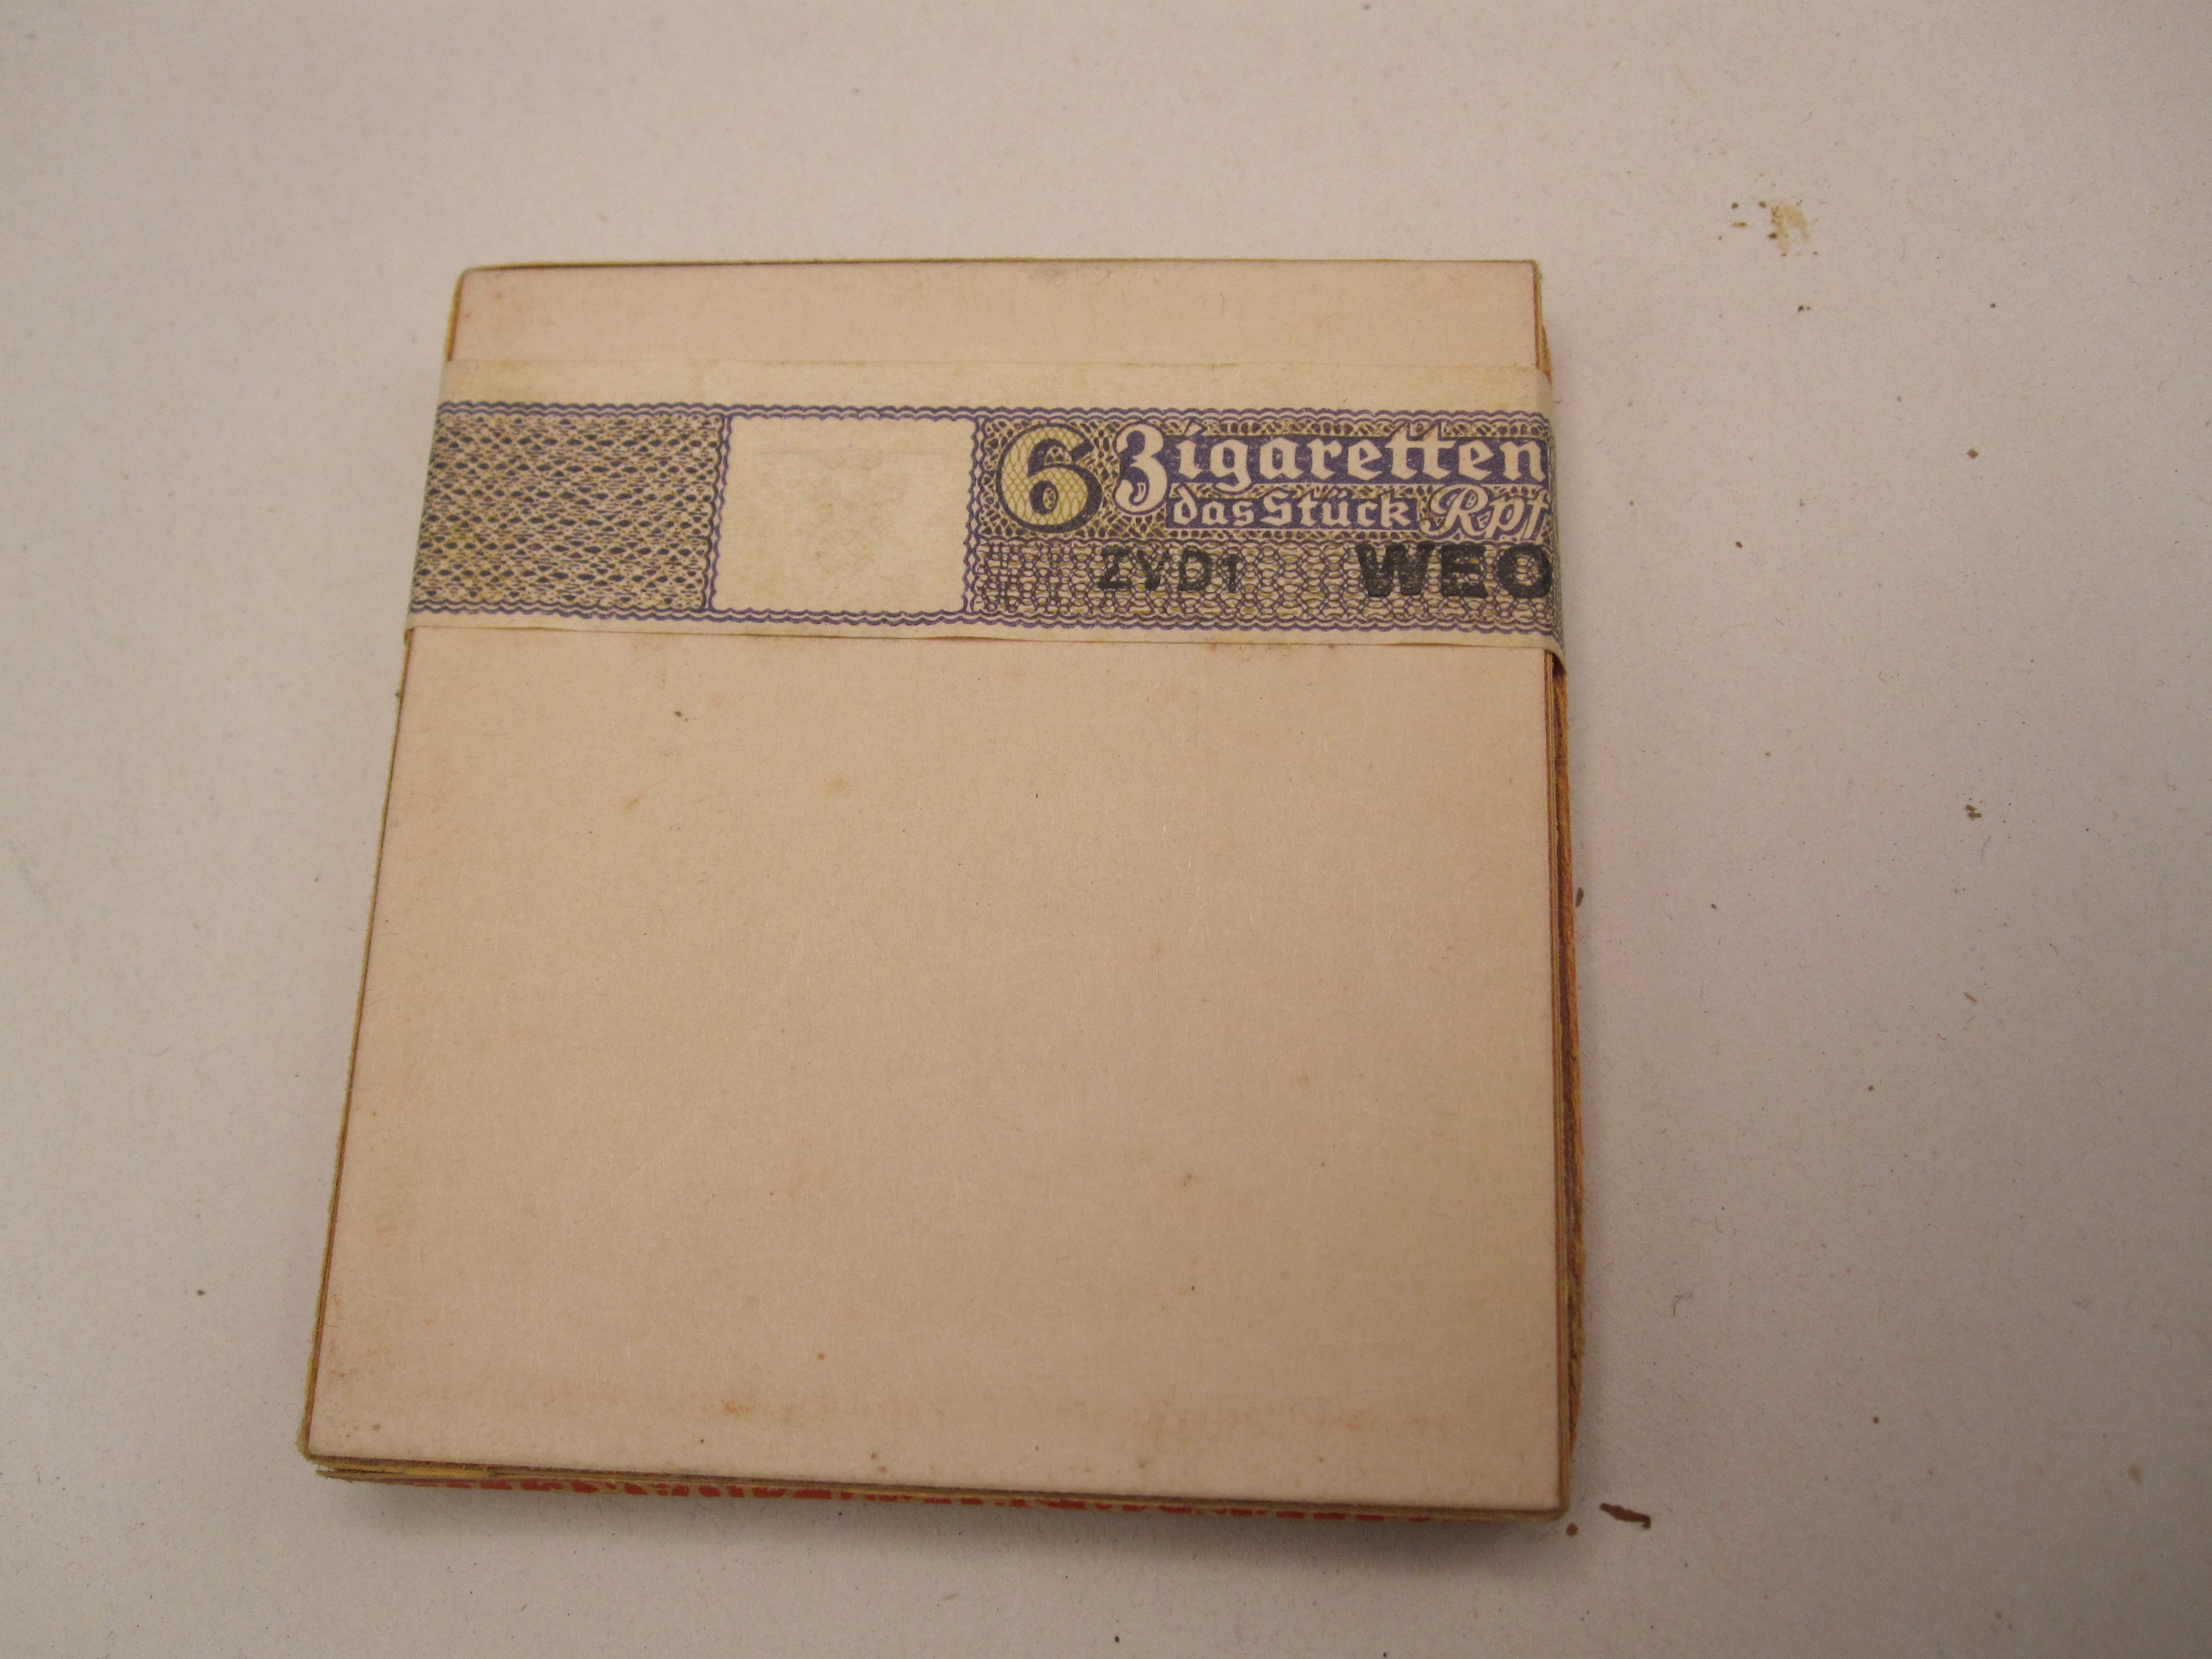 6 Zigaretten
das Stück Rpf
ZYD1 WEO